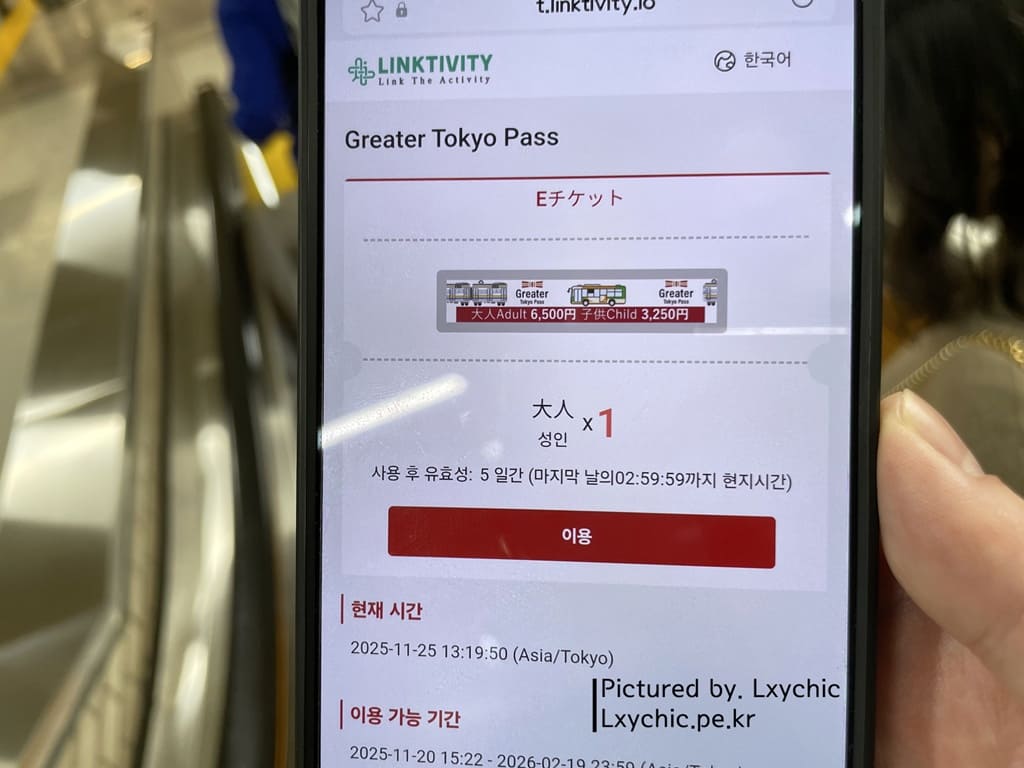 t.linktivity.io
LINKTIVITY
Link The Activity
한국어
Greater Tokyo Pass
Eチケット
Greater
Tokyo Pass
Greater
Tokyo Pass
大人Adult 6,500円 子供Child 3,250円
大人
성인
x1
사용 후 유효성: 5 일간 (마지막 날의02:59:59까지 현지시간)
이용
현재 시간
2025-11-25 13:19:50 (Asia/Tokyo)
이용 가능 기간
2025-11-20 15:22 - 2026-02-19 23:59 (Asia/Tokyo)
Pictured by. Lxychic
Lxychic.pe.kr